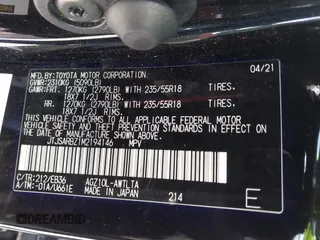 MFD. BY:TOYOTA MOTOR CORPORATION. 04/21
GVWR:2310KG (5090LB)
GAWR:FRT. 1270KG (2790LB) WITH 235/55R18 TIRES.
18X7 1/2J RIMS.
RR. 1270KG (2790LB) WITH 235/55R18 TIRES.
18X7 1/2J RIMS.
THIS VEHICLE CONFORMS TO ALL APPLICABLE FEDERAL
MOTOR VEHICLE SAFETY, BUMPER, AND THEFT PREVENTION
STANDARDS IN EFFECT ON THE DATE OF MANUFACTURE
SHOWN ABOVE.
JTJSARBZ1M2194146 MPV
C/TR:212/EB36 AGZ10L-AWTLTA
A/TM:-01A/U661E MADE IN JAPAN 214 E
DREAMBID